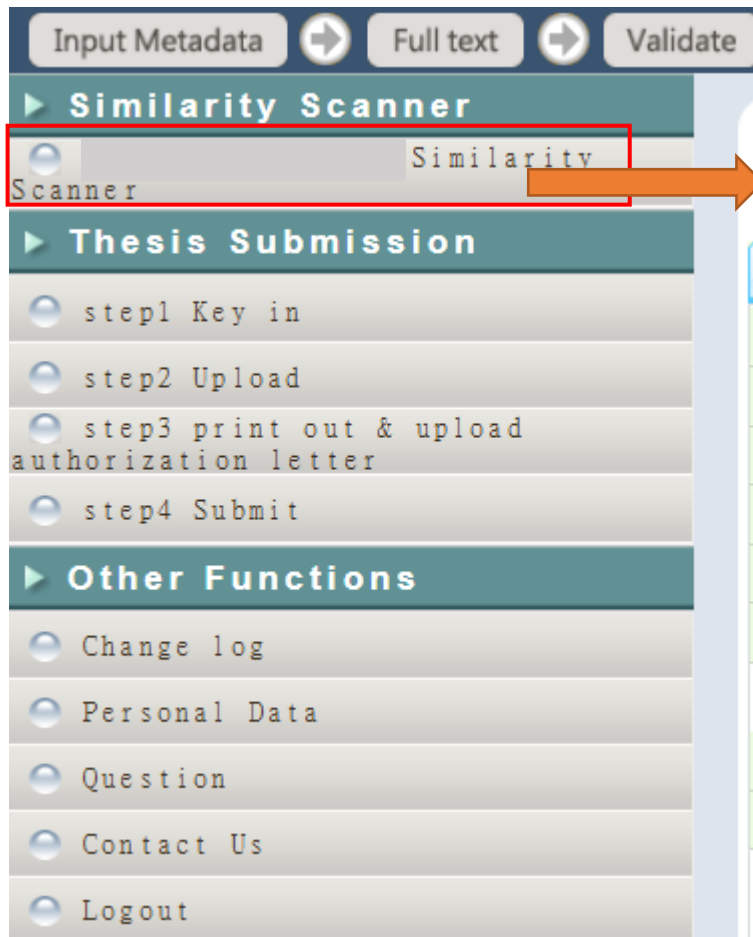 Input Metadata Full text Validate
Similarity Scanner
Similarity
Scanner
Thesis Submission
step1 Key in
step2 Upload
step3 print out & upload
authorization letter
step4 Submit
Other Functions
Change log
Personal Data
Question
Contact Us
Logout